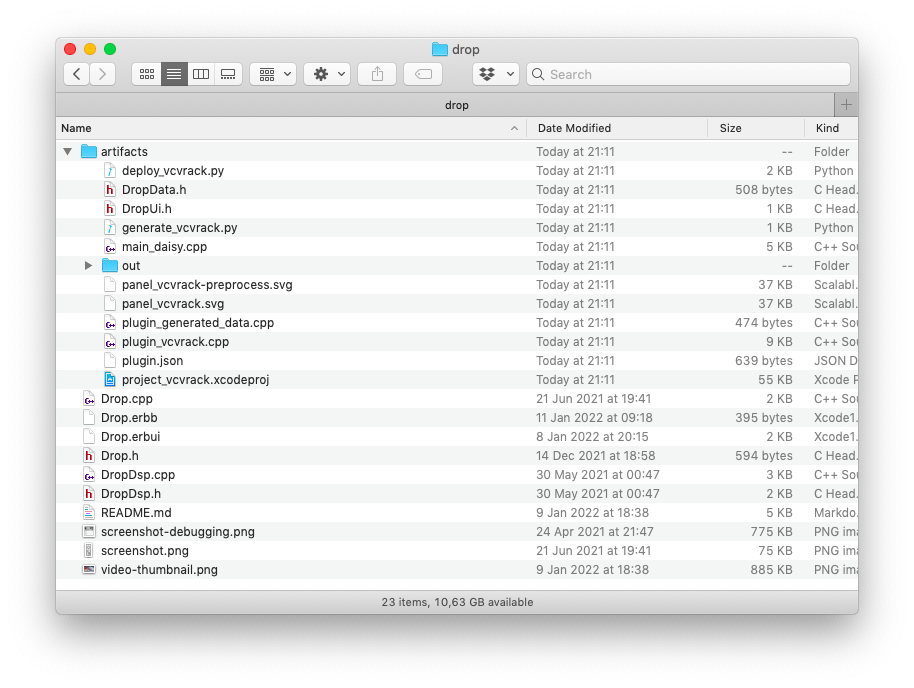 drop
Search
drop
Name Date Modified Size Kind
artifacts Today at 21:11 -- Folder
deploy_vcvrack.py Today at 21:11 2 KB Python
DropData.h Today at 21:11 508 bytes C Head.
DropUi.h Today at 21:11 1 KB C Head.
generate_vcvrack.py Today at 21:11 1 KB Python
main_daisy.cpp Today at 21:11 5 KB C++ Sou
out Today at 21:11 -- Folder
panel_vcvrack-preprocess.svg Today at 21:11 37 KB Scalabl.
panel_vcvrack.svg Today at 21:11 37 KB Scalabl.
plugin_generated_data.cpp Today at 21:11 474 bytes C++ Sou
plugin_vcvrack.cpp Today at 21:11 9 KB C++ Sou
plugin.json Today at 21:11 639 bytes JSON D
project_vcvrack.xcodeproj Today at 21:11 55 KB Xcode P
Drop.cpp 21 Jun 2021 at 19:41 2 KB C++ Sou
Drop.erbb 11 Jan 2022 at 09:18 395 bytes Xcode1.
Drop.erbui 8 Jan 2022 at 20:15 2 KB Xcode1.
Drop.h 14 Dec 2021 at 18:58 594 bytes C Head.
DropDsp.cpp 30 May 2021 at 00:47 3 KB C++ Sou
DropDsp.h 30 May 2021 at 00:47 2 KB C Head.
README.md 9 Jan 2022 at 18:38 5 KB Markdo.
screenshot-debugging.png 24 Apr 2021 at 21:47 775 KB PNG ima
screenshot.png 21 Jun 2021 at 19:41 75 KB PNG ima
video-thumbnail.png 9 Jan 2022 at 18:38 885 KB PNG ima
23 items, 10,63 GB available